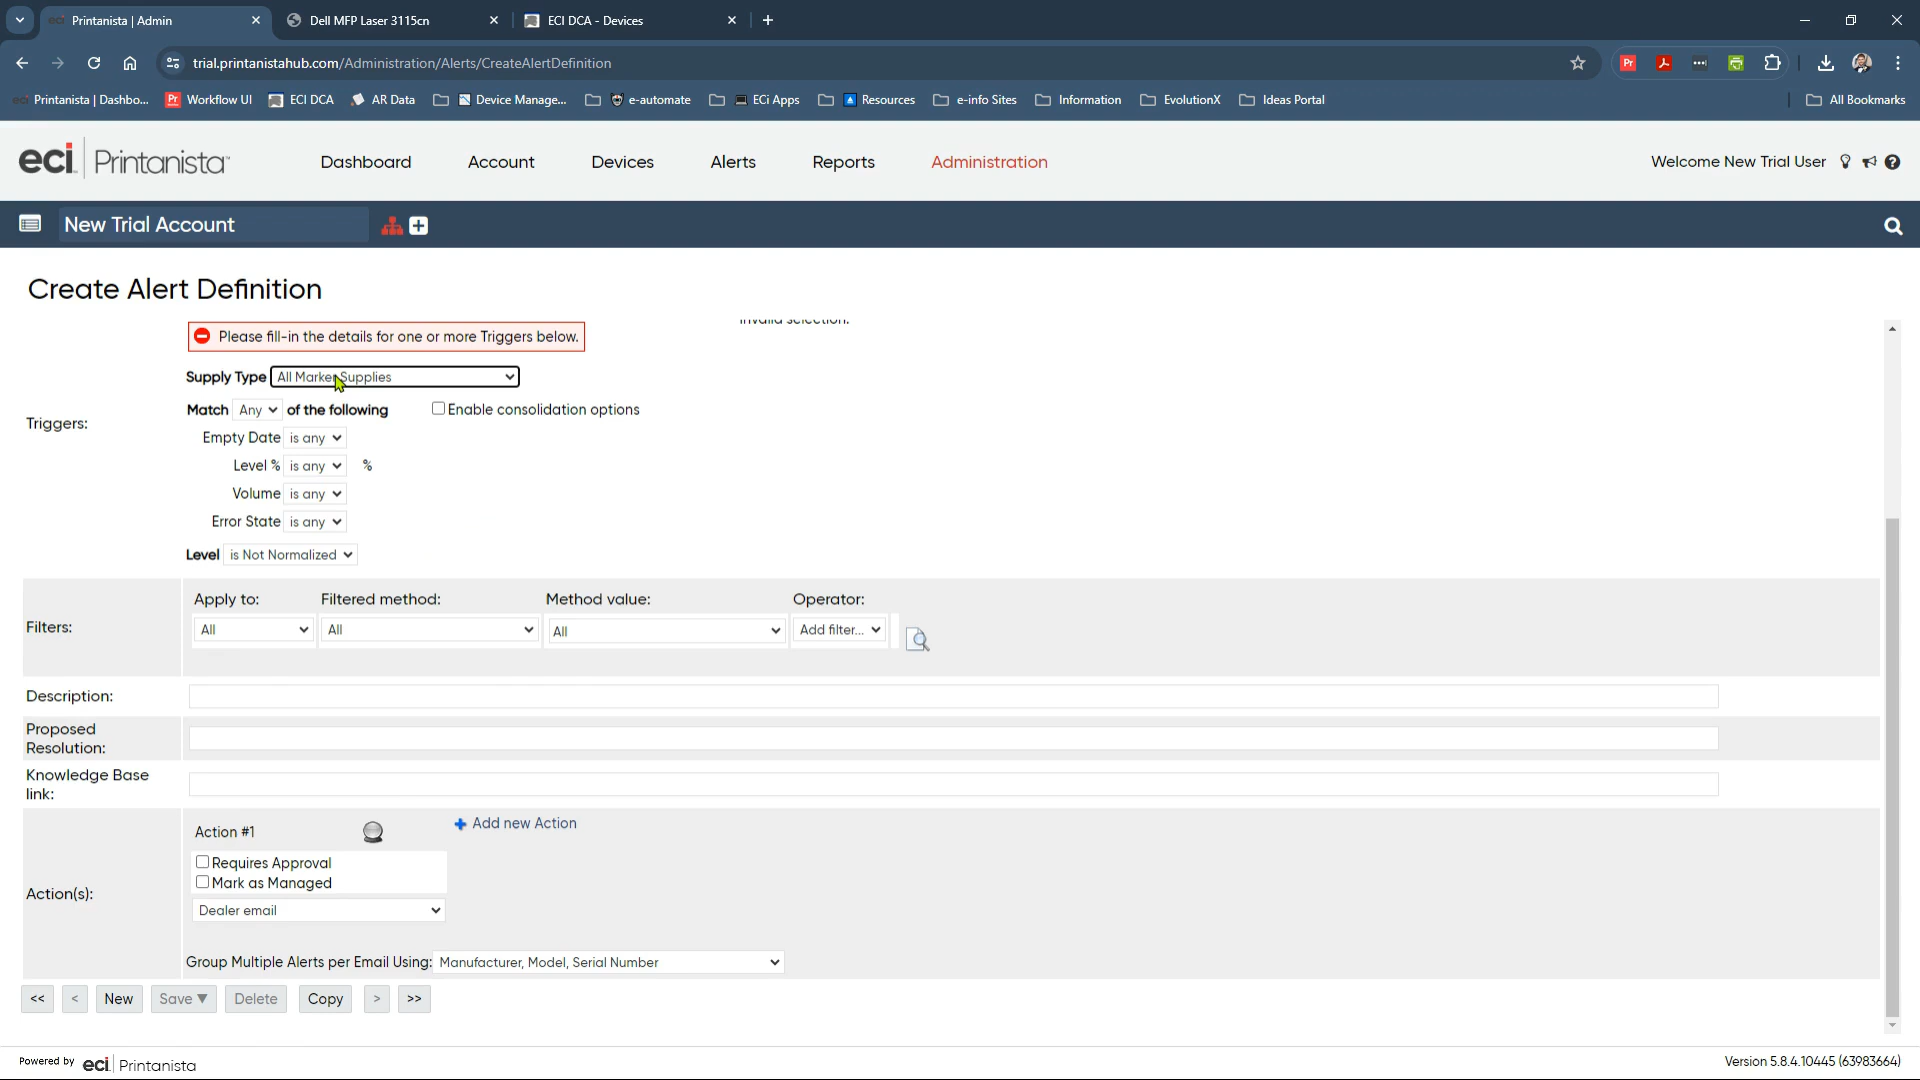 Printanista | Admin
Dell MFP Laser 3115cn
ECI DCA - Devices
trial.printanistahub.com/Administration/Alerts/CreateAlertDefinition
Printanista | Dashbo...
Workflow UI
ECI DCA
AR Data
Device Manage...
e-automate
ECi Apps
Resources
e-info Sites
Information
EvolutionX
Ideas Portal
All Bookmarks
eci Printanista
Dashboard
Account
Devices
Alerts
Reports
Administration
Welcome New Trial User
New Trial Account
Create Alert Definition
Invalid selection.
Please fill-in the details for one or more Triggers below.
Supply Type All Marker Supplies
Match Any of the following
Enable consolidation options
Triggers:
Empty Date is any
Level % is any %
Volume is any
Error State is any
Level is Not Normalized
Apply to: Filtered method: Method value: Operator:
Filters:
All All All Add filter...
Description:
Proposed
Resolution:
Knowledge Base
link:
Action #1
Add new Action
Requires Approval
Mark as Managed
Action(s):
Dealer email
Group Multiple Alerts per Email Using: Manufacturer, Model, Serial Number
<< < New Save ▼ Delete Copy > >>
Powered by eci Printanista
Version 5.8.4.10445 (63983664)